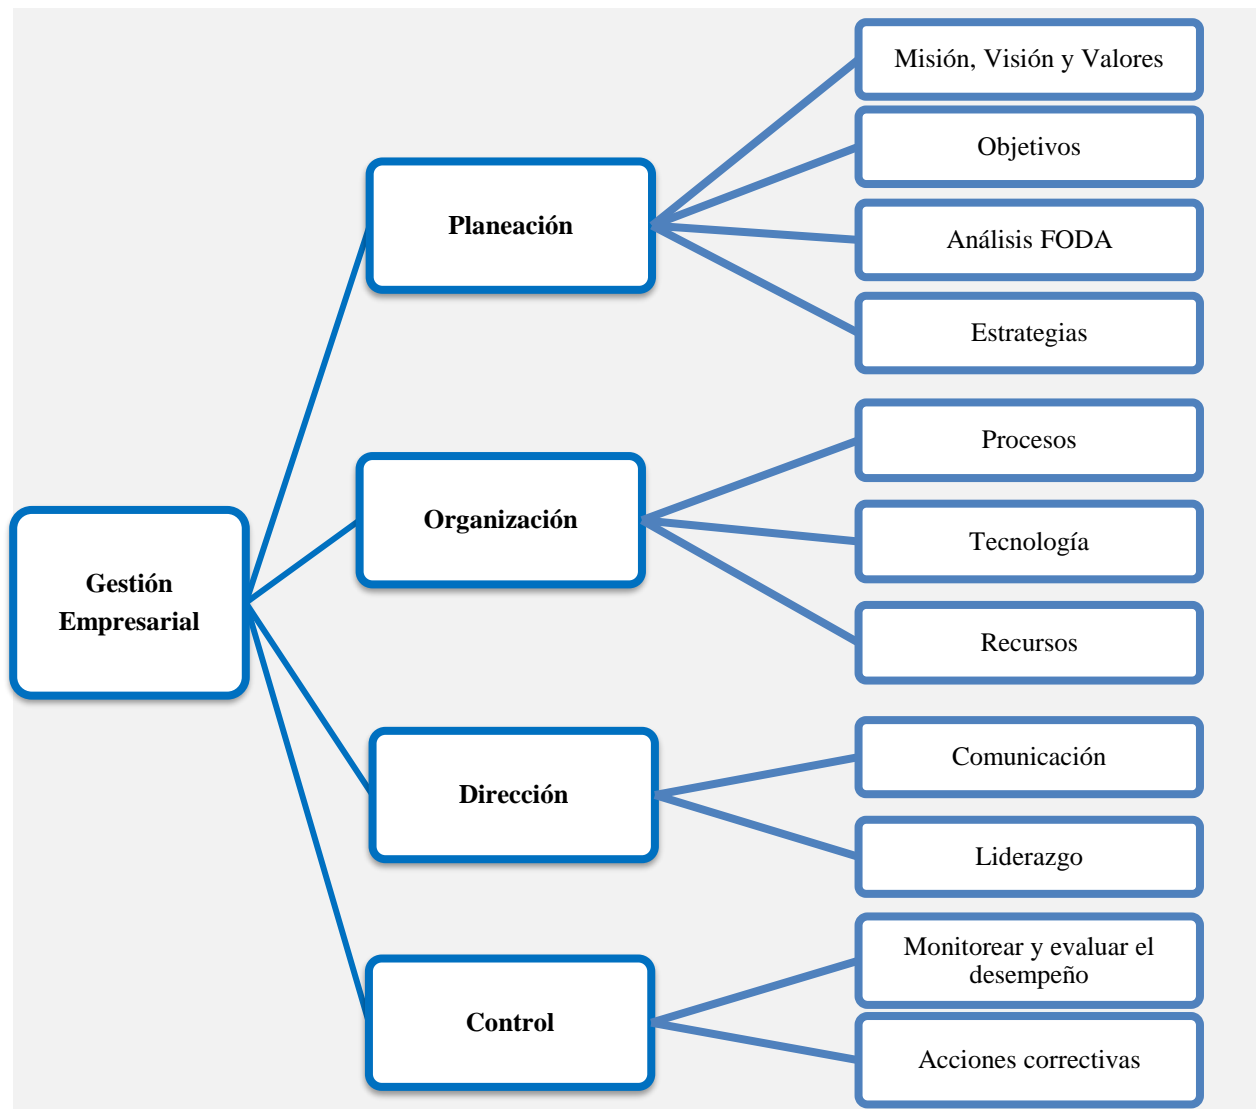 Gestión
Empresarial
Planeación
Misión, Visión y Valores
Objetivos
Análisis FODA
Estrategias
Organización
Procesos
Tecnología
Recursos
Dirección
Comunicación
Liderazgo
Control
Monitorear y evaluar el
desempeño
Acciones correctivas